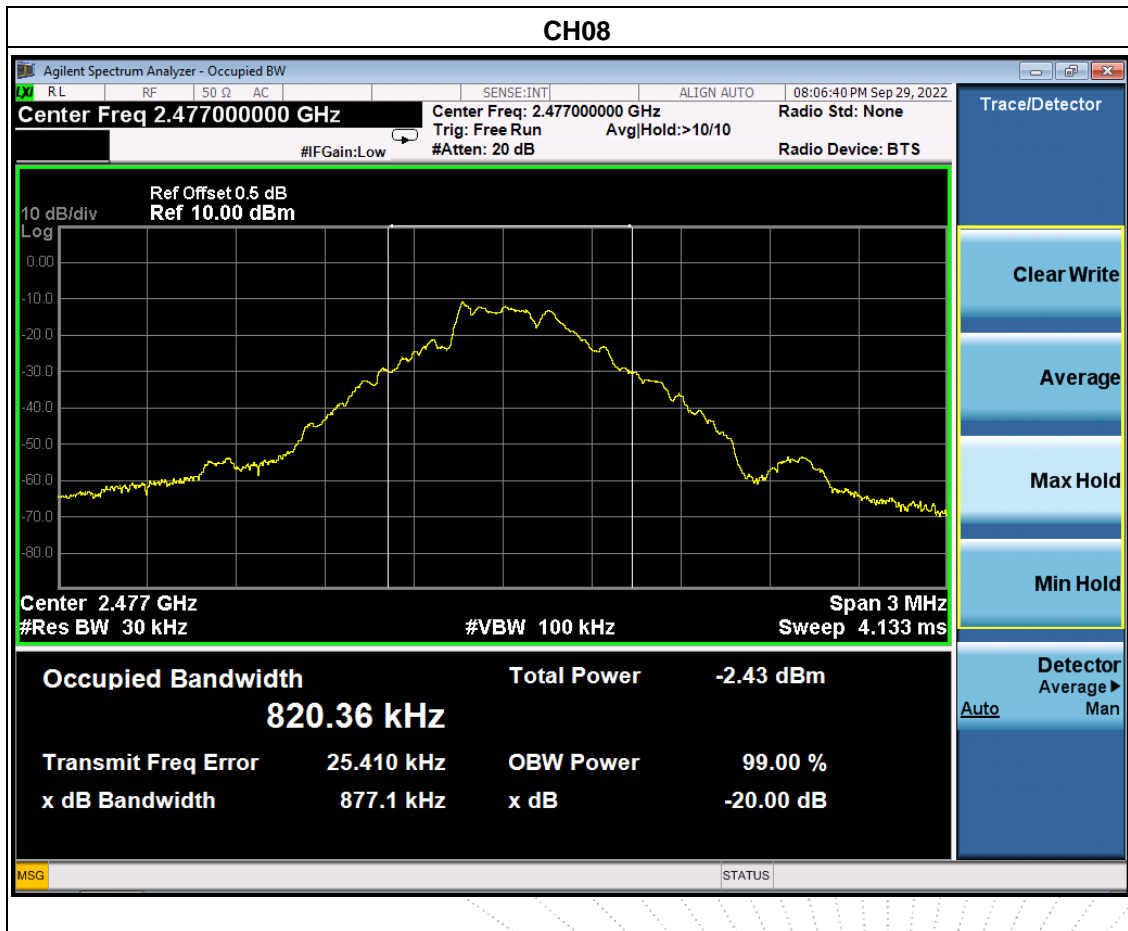 CH08
Agilent Spectrum Analyzer - Occupied BW
LXI RL RF 50 Ω AC SENSE:INT ALIGN AUTO 08:06:40 PM Sep 29, 2022
Center Freq 2.477000000 GHz
#IFGain:Low
Center Freq: 2.477000000 GHz
Trig: Free Run Avg|Hold:>10/10
#Atten: 20 dB
Radio Std: None
Radio Device: BTS
Trace/Detector
Ref Offset 0.5 dB
10 dB/div Ref 10.00 dBm
Log
0.00
-10.0
-20.0
-30.0
-40.0
-50.0
-60.0
-70.0
-80.0
Center 2.477 GHz Span 3 MHz
#Res BW 30 kHz #VBW 100 kHz Sweep 4.133 ms
Occupied Bandwidth Total Power -2.43 dBm
820.36 kHz
Transmit Freq Error 25.410 kHz OBW Power 99.00 %
x dB Bandwidth 877.1 kHz x dB -20.00 dB
Clear Write
Average
Max Hold
Min Hold
Detector
Average▶
Auto Man
MSG STATUS